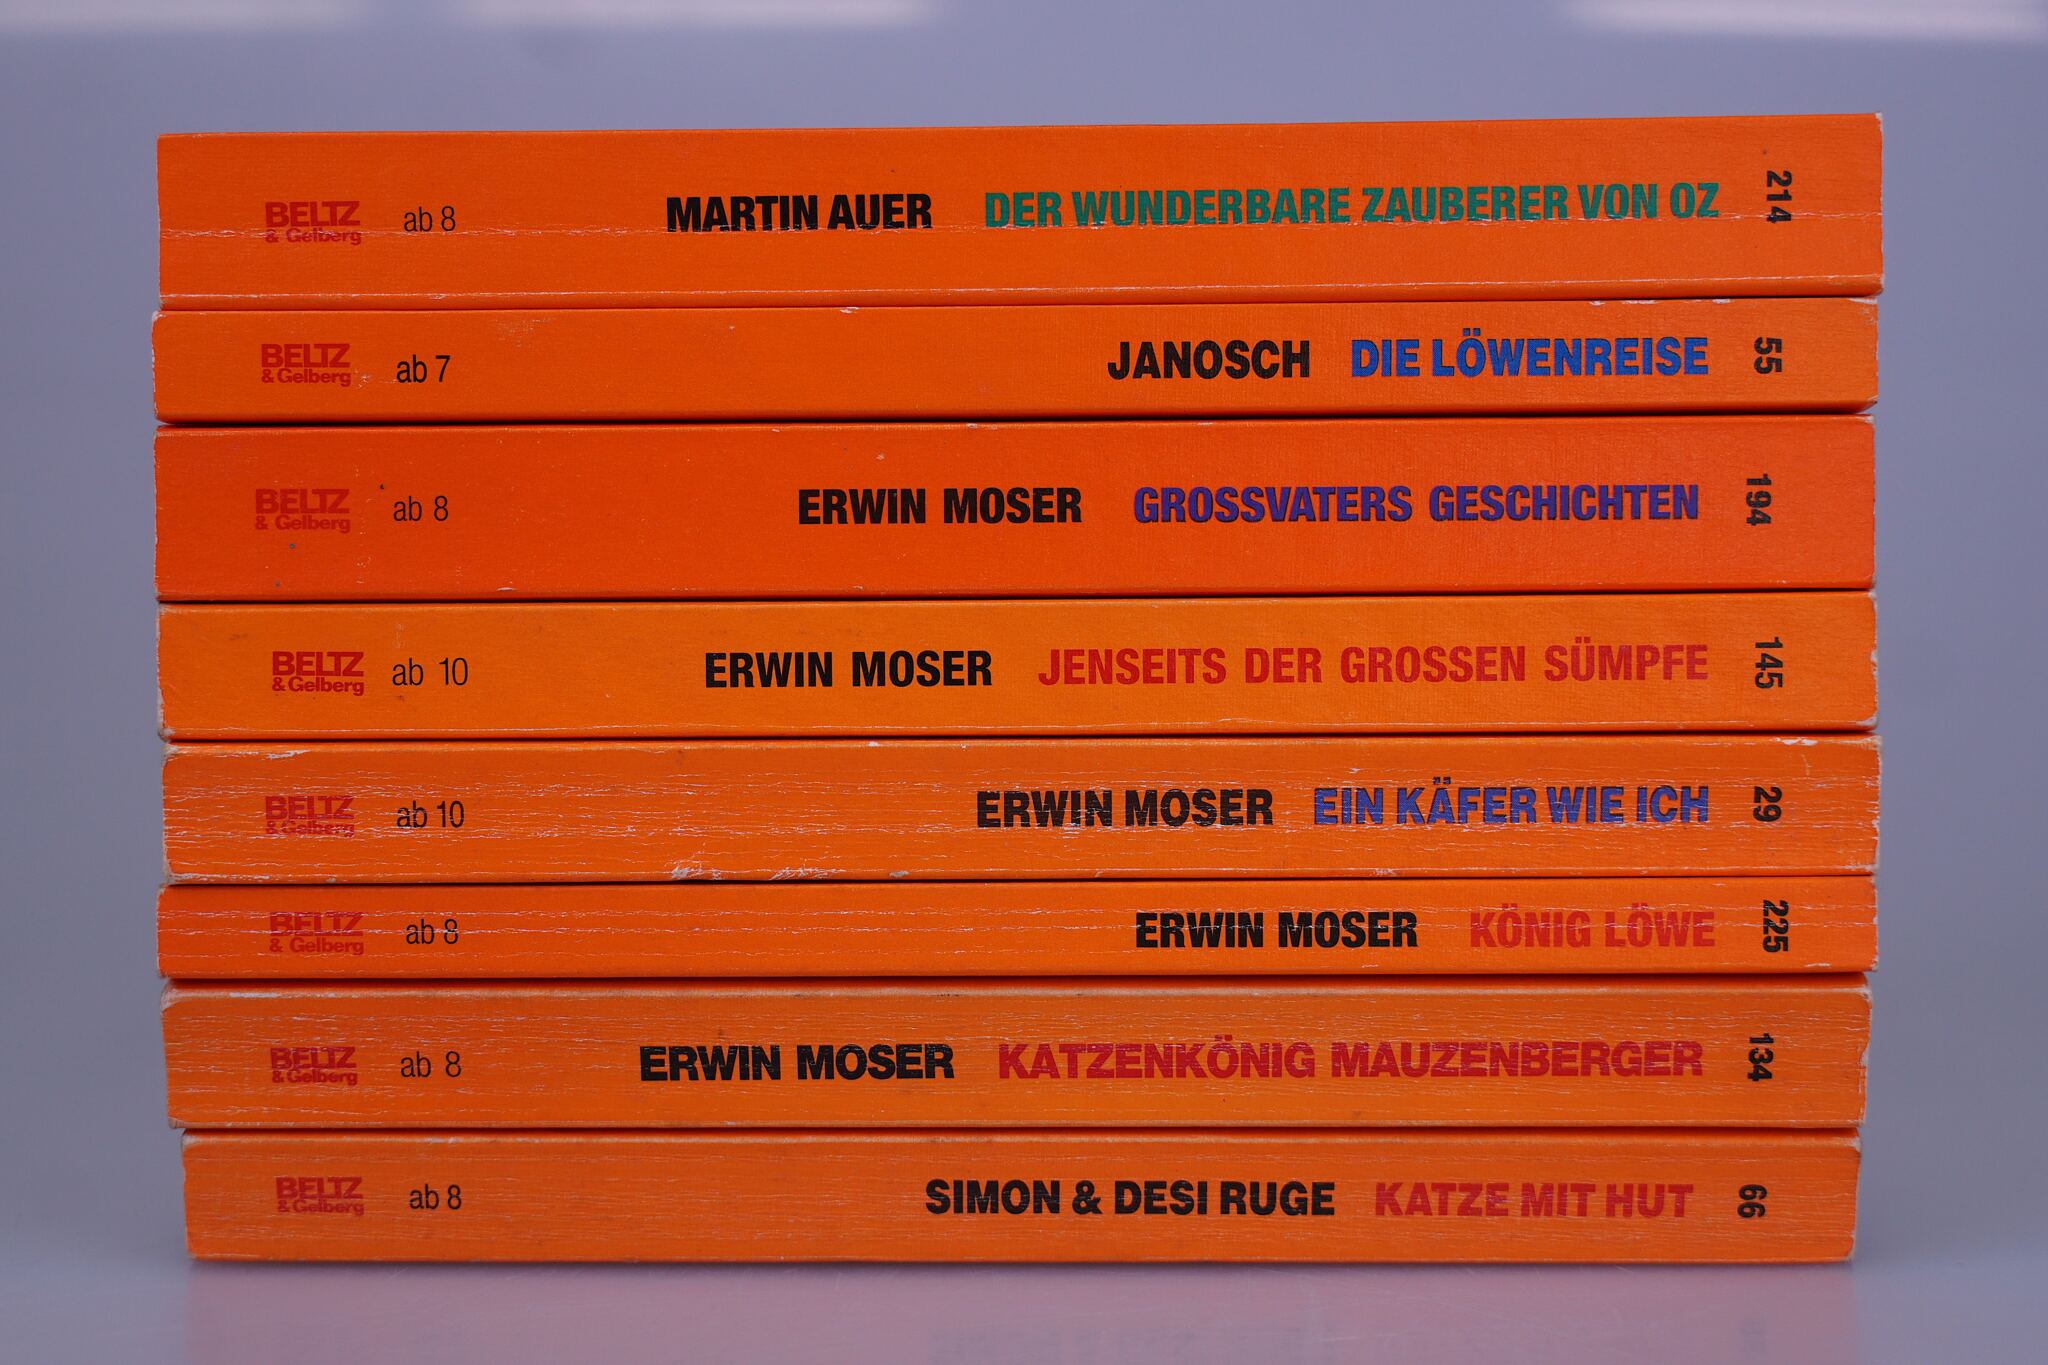 BELTZ & Gelberg ab 8 MARTIN AUER DER WUNDERBARE ZAUBERER VON OZ 214
BELTZ & Gelberg ab 7 JANOSCH DIE LÖWENREISE 55
BELTZ & Gelberg ab 8 ERWIN MOSER GROSSVATERS GESCHICHTEN 194
BELTZ & Gelberg ab 10 ERWIN MOSER JENSEITS DER GROSSEN SÜMPFE 145
BELTZ & Gelberg ab 10 ERWIN MOSER EIN KÄFER WIE ICH 29
BELTZ & Gelberg ab 8 ERWIN MOSER KÖNIG LÖWE 225
BELTZ & Gelberg ab 8 ERWIN MOSER KATZENKÖNIG MAUZENBERGER 134
BELTZ & Gelberg ab 8 SIMON & DESI RUGE KATZE MIT HUT 66